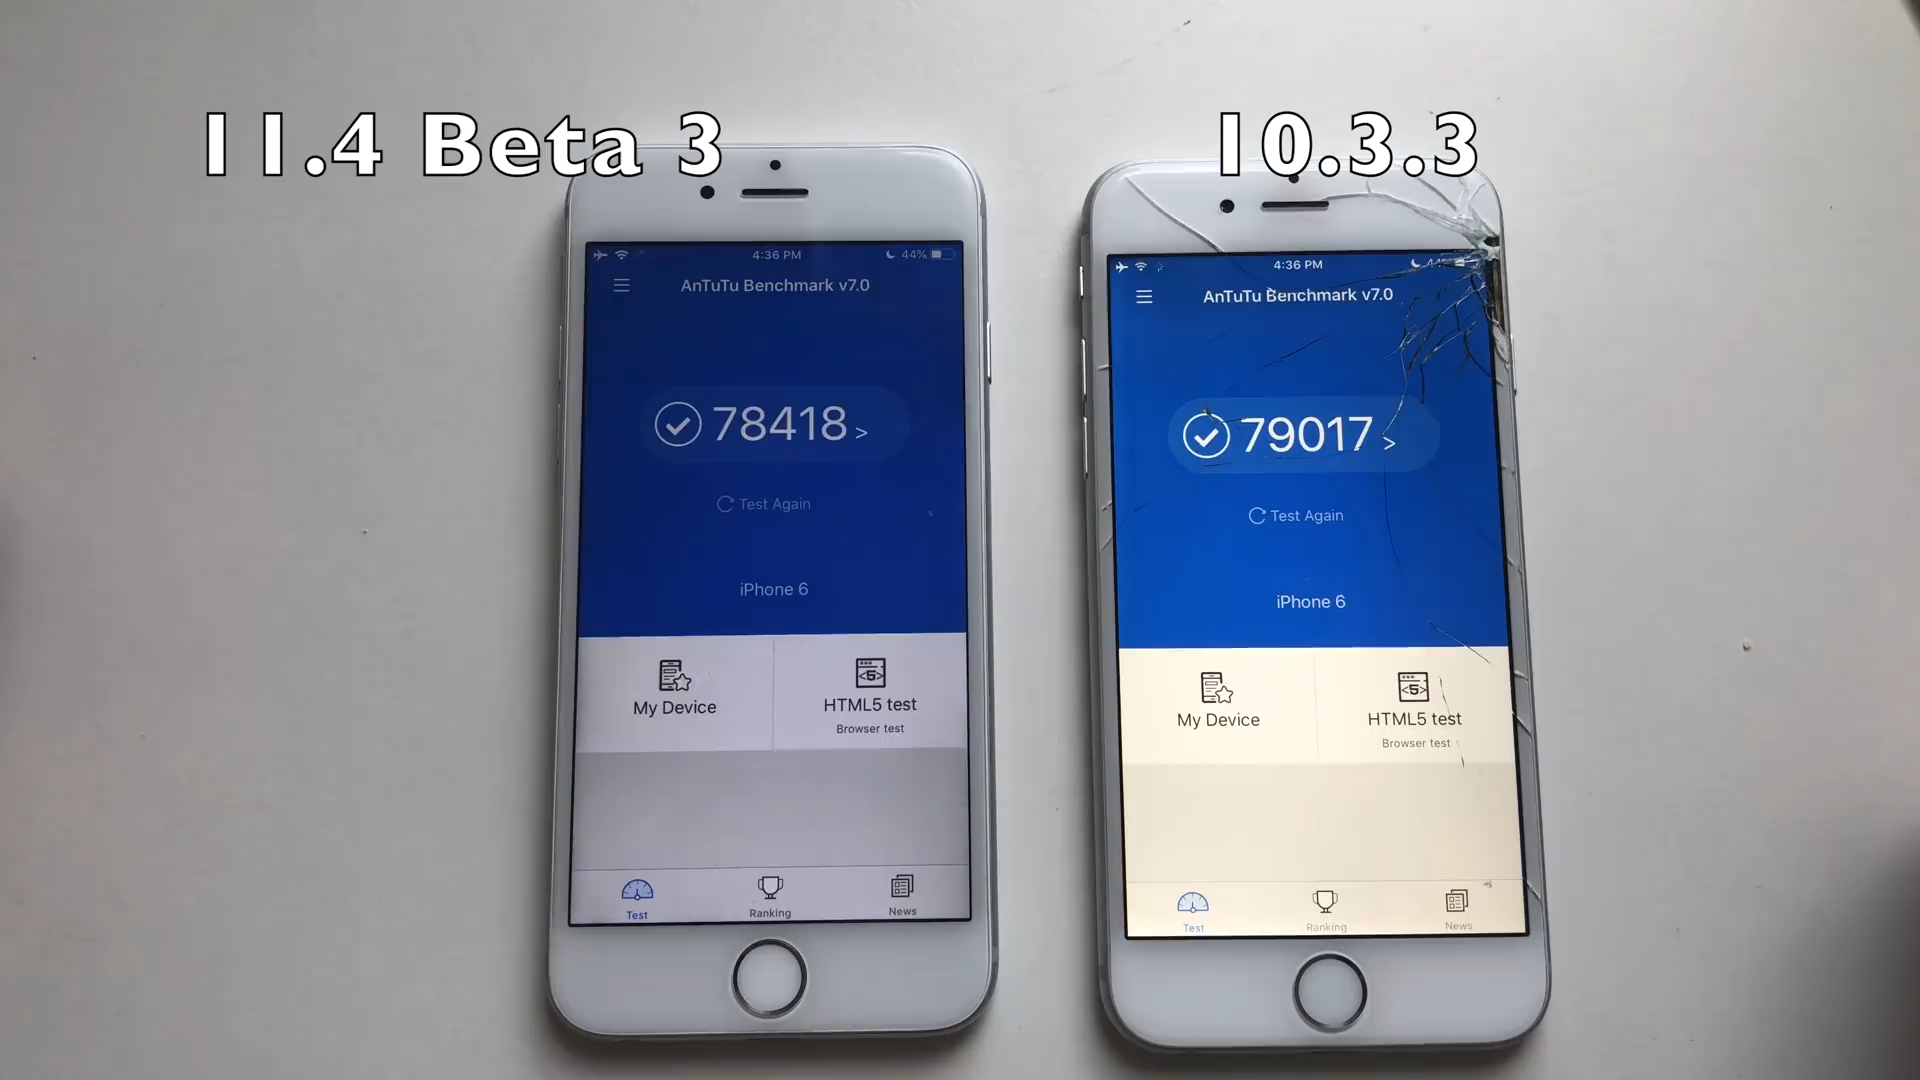 11.4 Beta 3
10.3.3
4:36 PM
44%
AnTuTu Benchmark v7.0
78418 >
Test Again
iPhone 6
My Device
HTML5 test
Browser test
Test
Ranking
News
4:36 PM
AnTuTu Benchmark v7.0
79017 >
Test Again
iPhone 6
My Device
HTML5 test
Browser test
Test
Ranking
News